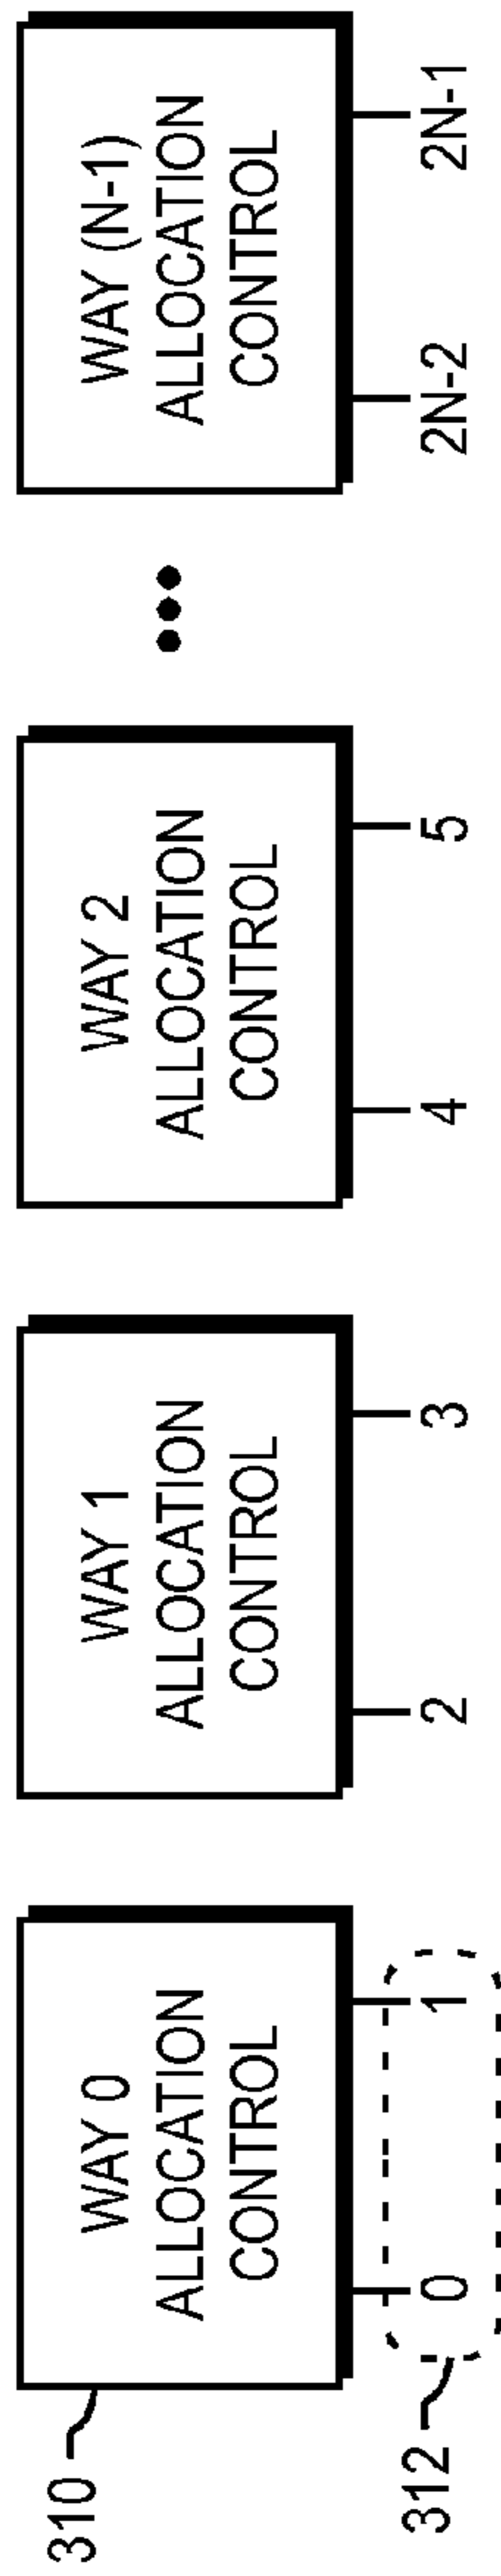 310
WAY 0
ALLOCATION
CONTROL
0
1
312
WAY 1
ALLOCATION
CONTROL
2
3
WAY 2
ALLOCATION
CONTROL
4
5
WAY (N-1)
ALLOCATION
CONTROL
2N-2
2N-1